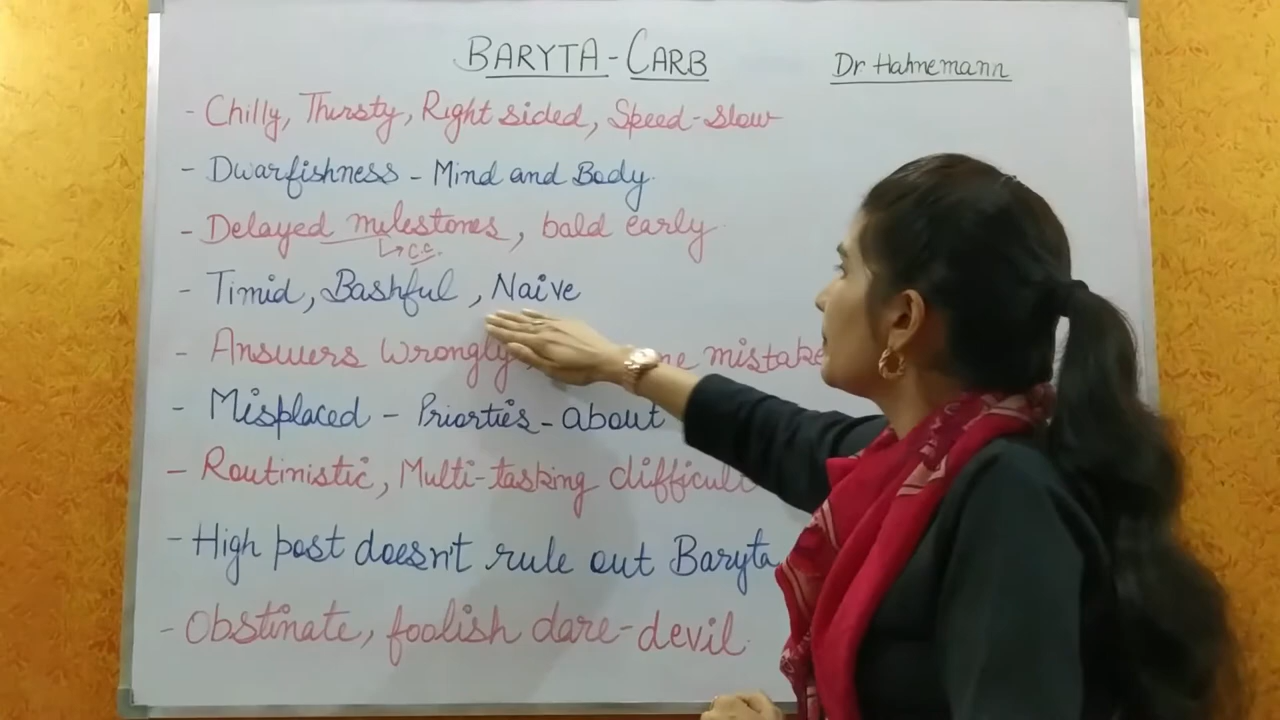 BARYTA-CARB
Dr Hahnemann
- Chilly, Thirsty, Right sided, Speed-slow
- Dwarfishness - Mind and Body.
- Delayed milestones, bald early
↳ c.c.
- Timid, Bashful, Naive
- Answers wrongly, mistake
- Misplaced - Priorties - about
- Routinistic, Multi-tasking difficult
- High post doesn't rule out Baryta
- Obstinate, foolish dare-devil.